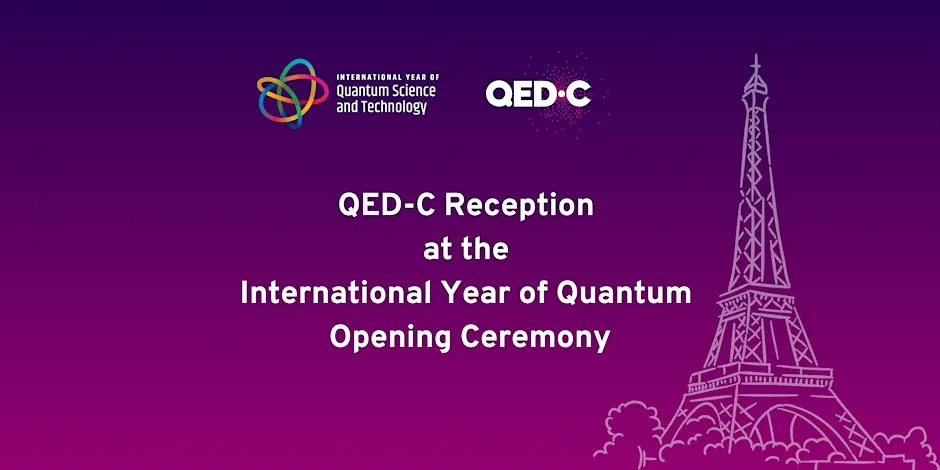 INTERNATIONAL YEAR OF
Quantum Science
and Technology
QED·C
QED-C Reception
at the
International Year of Quantum
Opening Ceremony